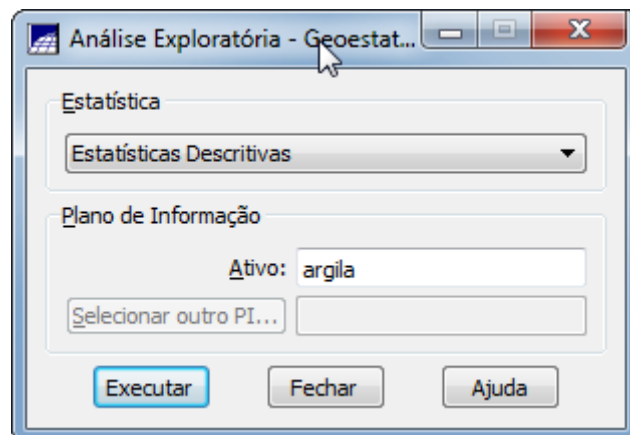 Análise Exploratória - Geoestat...
Estatística
Estatísticas Descritivas
Plano de Informação
Ativo: argila
Selecionar outro PI...
Executar Fechar Ajuda